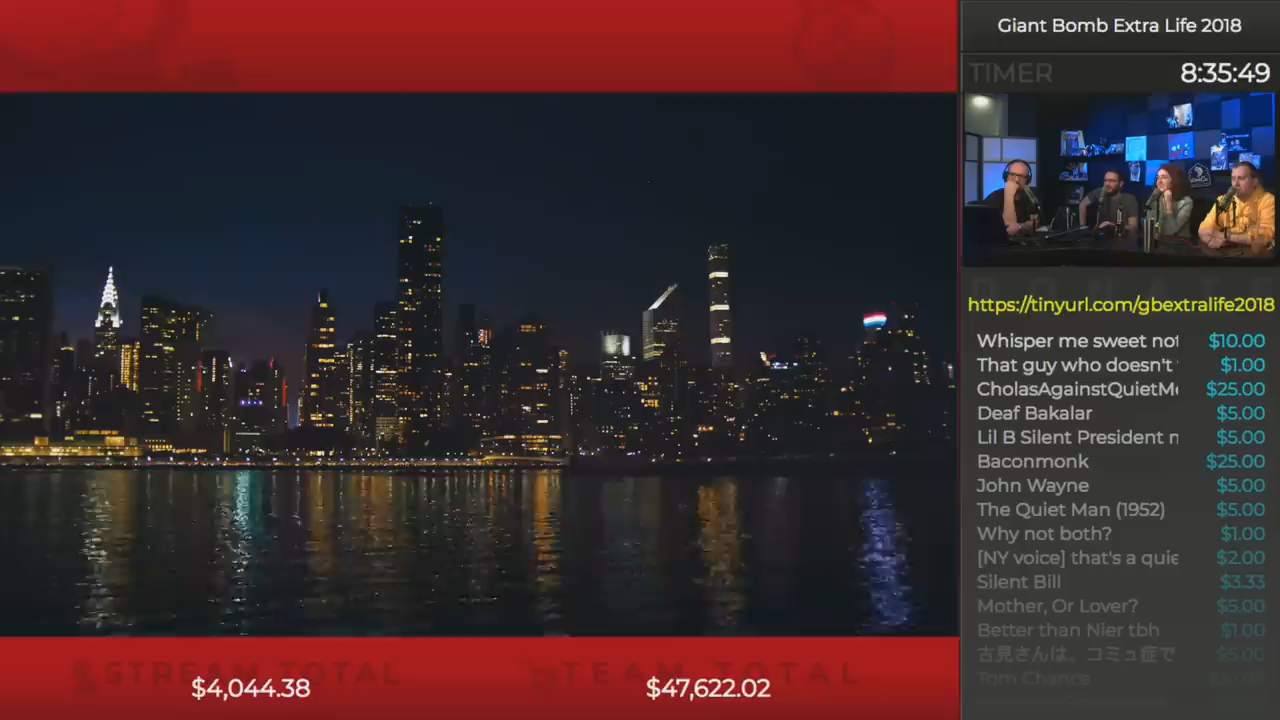 Giant Bomb Extra Life 2018
TIMER 8:35:49
DONATE
https://tinyurl.com/gbextralife2018
Whisper me sweet not $10.00
That guy who doesn't $1.00
CholasAgainstQuietMe $25.00
Deaf Bakalar $5.00
Lil B Silent President n $5.00
Baconmonk $25.00
John Wayne $5.00
The Quiet Man (1952) $5.00
Why not both? $1.00
[NY voice] that's a quie $2.00
Silent Bill $3.33
Mother, Or Lover? $5.00
Better than Nier tbh $1.00
古見さんは、コミュ症で $5.00
Tom Chance
STREAM TOTAL
$4,044.38
TEAM TOTAL
$47,622.02